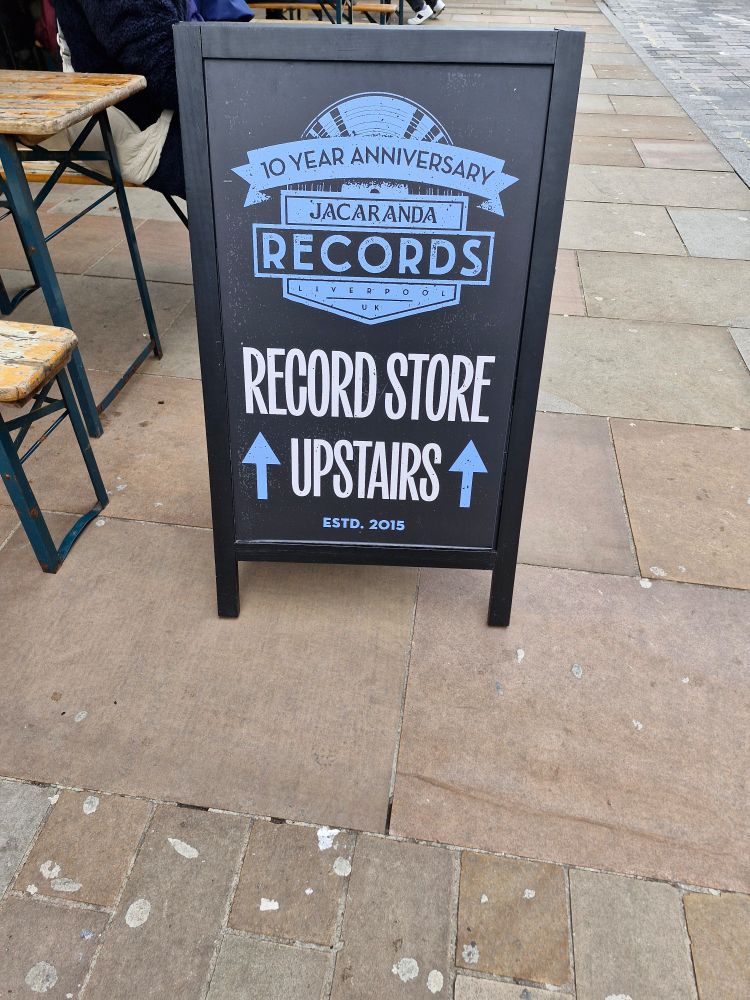 10 YEAR ANNIVERSARY
JACARANDA
RECORDS
LIVERPOOL
UK
RECORD STORE
UPSTAIRS
ESTD. 2015